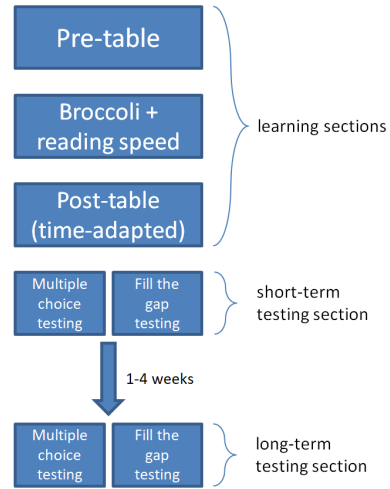 Pre-table
Broccoli +
reading speed
Post-table
(time-adapted)
learning sections
Multiple
choice
testing
Fill the
gap
testing
short-term
testing section
1-4 weeks
Multiple
choice
testing
Fill the
gap
testing
long-term
testing section